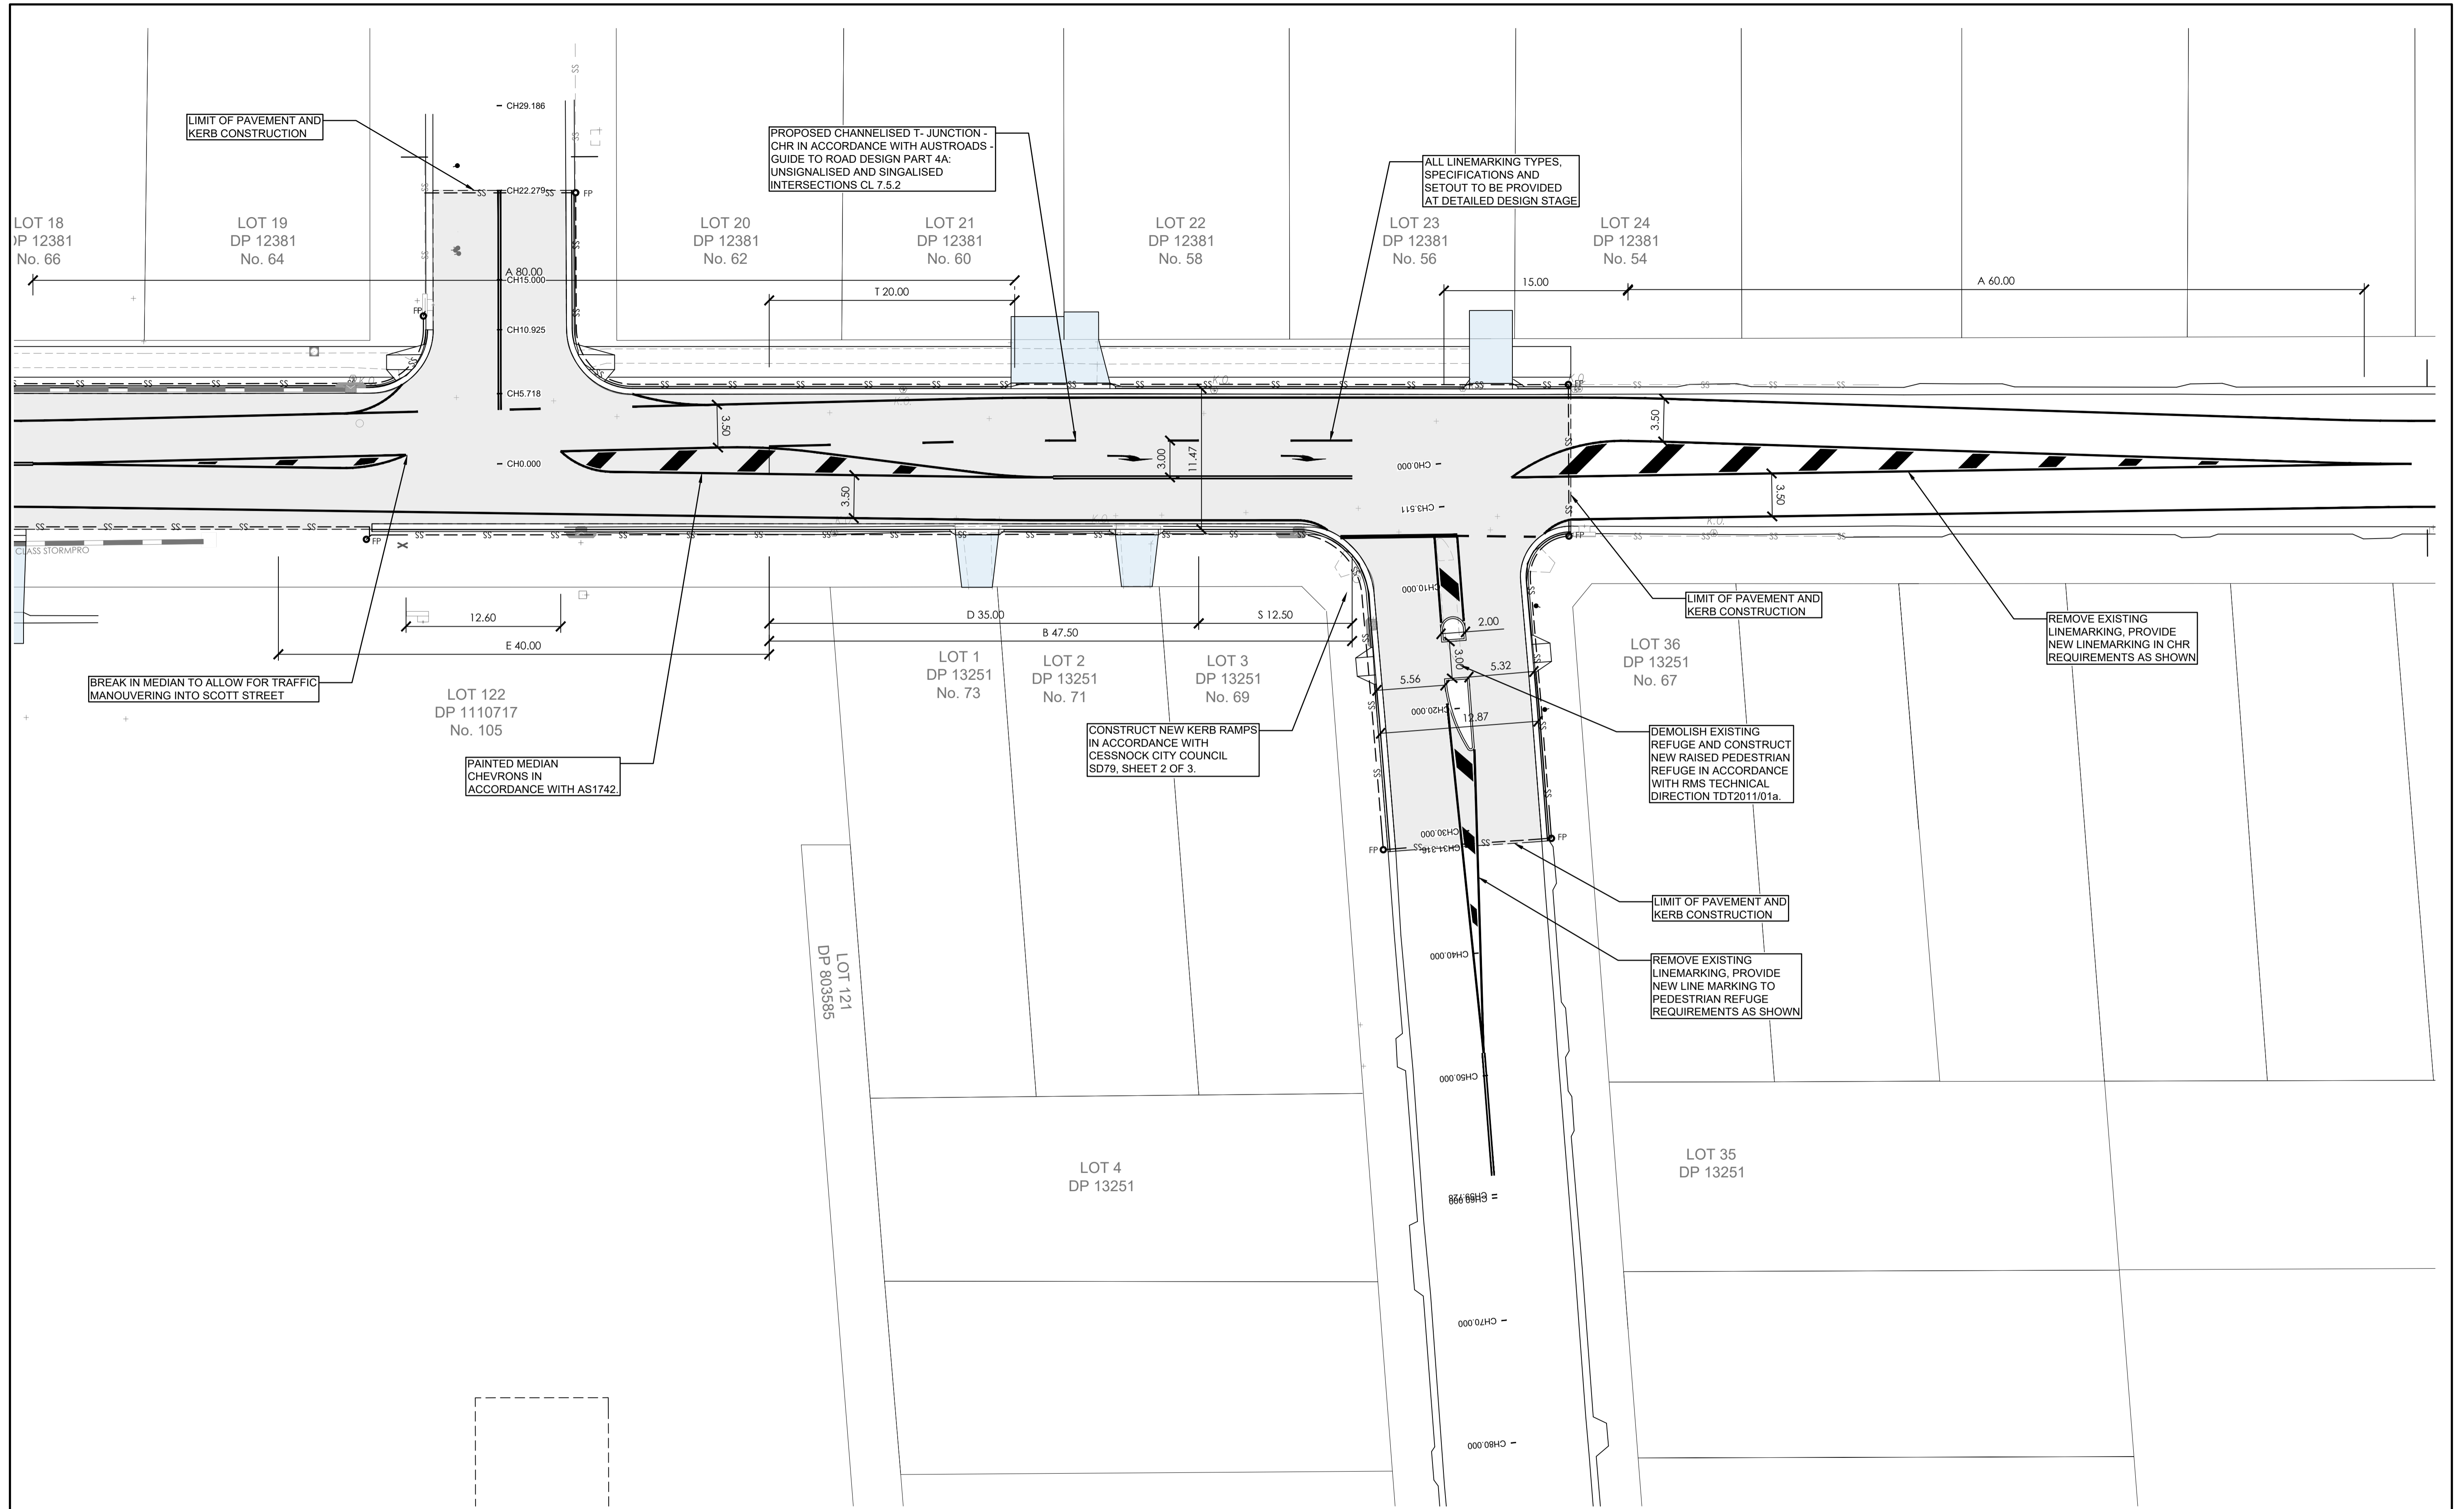 CH29.186
SS
LIMIT OF PAVEMENT AND
KERB CONSTRUCTION
PROPOSED CHANNELISED T- JUNCTION -
CHR IN ACCORDANCE WITH AUSTROADS -
GUIDE TO ROAD DESIGN PART 4A:
UNSIGNALISED AND SINGALISED
INTERSECTIONS CL 7.5.2
ALL LINEMARKING TYPES,
SPECIFICATIONS AND
SETOUT TO BE PROVIDED
AT DETAILED DESIGN STAGE
CH22.279
FP
LOT 18
DP 12381
No. 66
LOT 19
DP 12381
No. 64
LOT 20
DP 12381
No. 62
LOT 21
DP 12381
No. 60
LOT 22
DP 12381
No. 58
LOT 23
DP 12381
No. 56
LOT 24
DP 12381
No. 54
A 80.00
CH15.000
T 20.00
15.00
A 60.00
FP
CH10.925
CH5.718
K.O.
K.O.
K.O.
K.O.
FP
3.50
3.50
CH0.000
3.00
11.47
CH0.000
3.50
3.50
CH3.511
K.O.
K.O.
FP
FP
CLASS STORMPRO
CH10.000
12.60
D 35.00
S 12.50
B 47.50
E 40.00
2.00
3.00
5.32
5.56
CH20.000
12.87
LIMIT OF PAVEMENT AND
KERB CONSTRUCTION
REMOVE EXISTING
LINEMARKING, PROVIDE
NEW LINEMARKING IN CHR
REQUIREMENTS AS SHOWN
BREAK IN MEDIAN TO ALLOW FOR TRAFFIC
MANOUVERING INTO SCOTT STREET
LOT 122
DP 1110717
No. 105
LOT 1
DP 13251
No. 73
LOT 2
DP 13251
No. 71
LOT 3
DP 13251
No. 69
LOT 36
DP 13251
No. 67
PAINTED MEDIAN
CHEVRONS IN
ACCORDANCE WITH AS1742.
CONSTRUCT NEW KERB RAMPS
IN ACCORDANCE WITH
CESSNOCK CITY COUNCIL
SD79, SHEET 2 OF 3.
DEMOLISH EXISTING
REFUGE AND CONSTRUCT
NEW RAISED PEDESTRIAN
REFUGE IN ACCORDANCE
WITH RMS TECHNICAL
DIRECTION TDT2011/01a.
CH30.000
CH31.316
FP
FP
LIMIT OF PAVEMENT AND
KERB CONSTRUCTION
REMOVE EXISTING
LINEMARKING, PROVIDE
NEW LINE MARKING TO
PEDESTRIAN REFUGE
REQUIREMENTS AS SHOWN
LOT 121
DP 803585
CH40.000
CH50.000
LOT 4
DP 13251
LOT 35
DP 13251
CH59.728
CH60.000
CH70.000
CH80.000